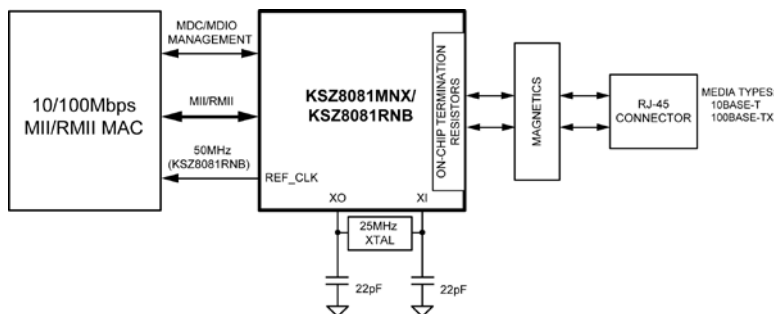 MDC/MDIO
MANAGEMENT
10/100Mbps
MII/RMII MAC
MII/RMII
50MHz
(KSZ8081RNB)
KSZ8081MNX/
KSZ8081RNB
REF_CLK
XO
XI
ON-CHIP TERMINATION
RESISTORS
25MHz
XTAL
22pF
22pF
MAGNETICS
RJ-45
CONNECTOR
MEDIA TYPES:
10BASE-T
100BASE-TX